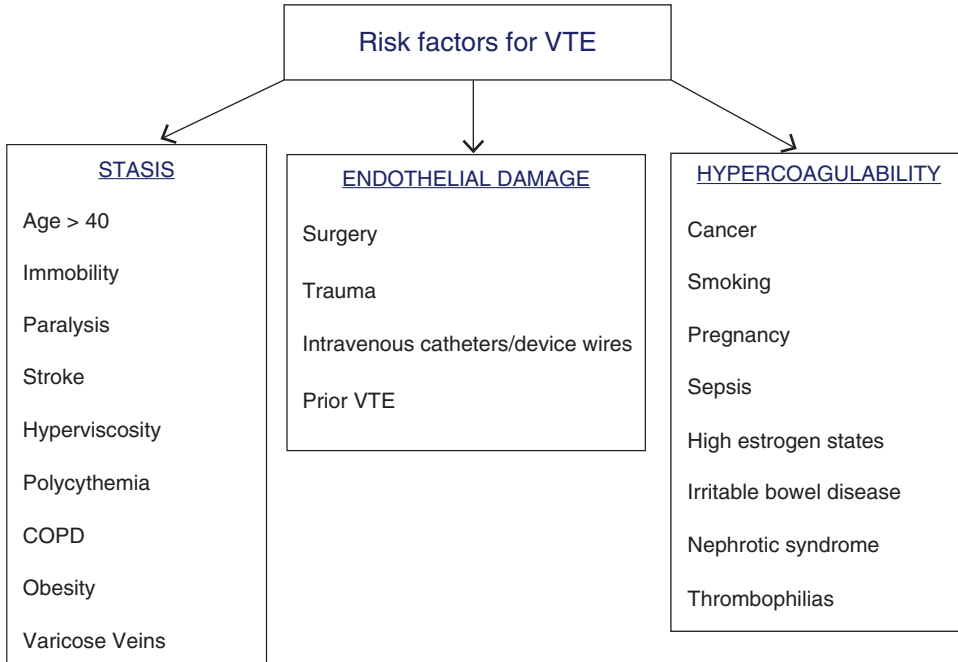 Risk factors for VTE
STASIS
Age > 40
Immobility
Paralysis
Stroke
Hyperviscosity
Polycythemia
COPD
Obesity
Varicose Veins
ENDOTHELIAL DAMAGE
Surgery
Trauma
Intravenous catheters/device wires
Prior VTE
HYPERCOAGULABILITY
Cancer
Smoking
Pregnancy
Sepsis
High estrogen states
Irritable bowel disease
Nephrotic syndrome
Thrombophilias